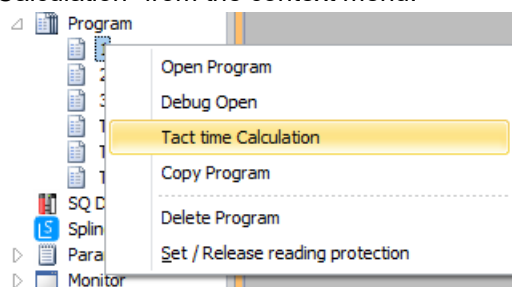 Calculation" from the context menu.
Program
1
Open Program
2
Debug Open
3
Tact time Calculation
Copy Program
SQ D
Delete Program
Splin
Para
Set / Release reading protection
Monitor